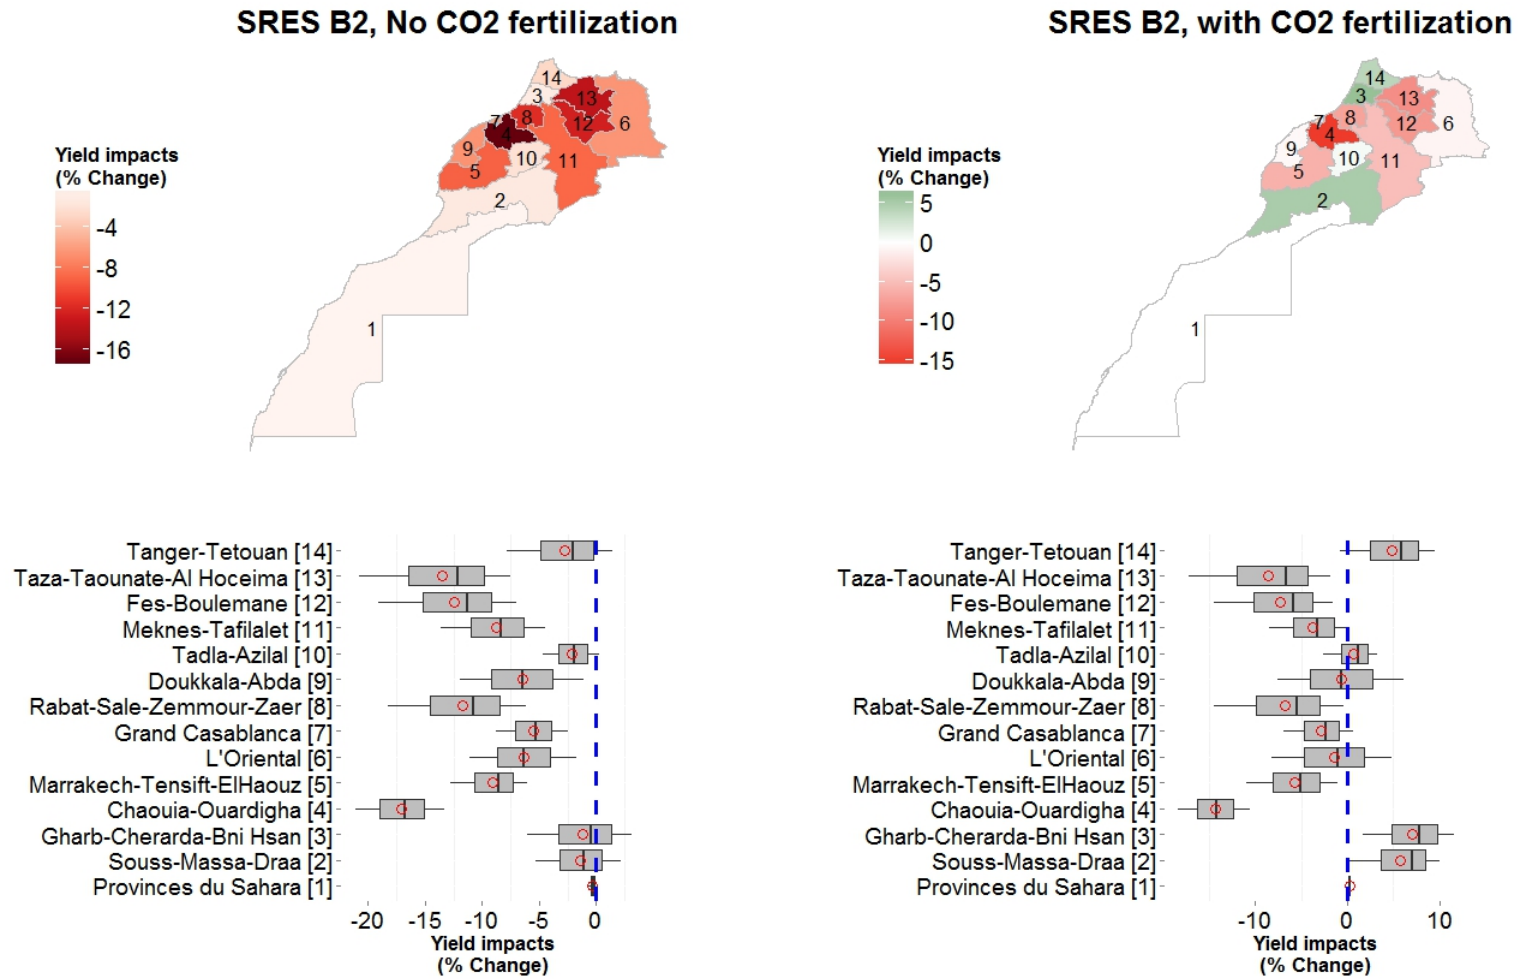 SRES B2, No CO2 fertilization
14
3
13
7
8
12
6
4
9
10
11
5
2
1
Yield impacts
(% Change)
-4
-8
-12
-16
SRES B2, with CO2 fertilization
14
3
13
7
8
12
6
4
9
10
11
5
2
1
Yield impacts
(% Change)
5
0
-5
-10
-15
Tanger-Tetouan [14]
Taza-Taounate-Al Hoceima [13]
Fes-Boulemane [12]
Meknes-Tafilalet [11]
Tadla-Azilal [10]
Doukkala-Abda [9]
Rabat-Sale-Zemmour-Zaer [8]
Grand Casablanca [7]
L'Oriental [6]
Marrakech-Tensift-ElHaouz [5]
Chaouia-Ouardigha [4]
Gharb-Cherarda-Bni Hsan [3]
Souss-Massa-Draa [2]
Provinces du Sahara [1]
-20 -15 -10 -5 0
Yield impacts
(% Change)
Tanger-Tetouan [14]
Taza-Taounate-Al Hoceima [13]
Fes-Boulemane [12]
Meknes-Tafilalet [11]
Tadla-Azilal [10]
Doukkala-Abda [9]
Rabat-Sale-Zemmour-Zaer [8]
Grand Casablanca [7]
L'Oriental [6]
Marrakech-Tensift-ElHaouz [5]
Chaouia-Ouardigha [4]
Gharb-Cherarda-Bni Hsan [3]
Souss-Massa-Draa [2]
Provinces du Sahara [1]
-10 0 10
Yield impacts
(% Change)